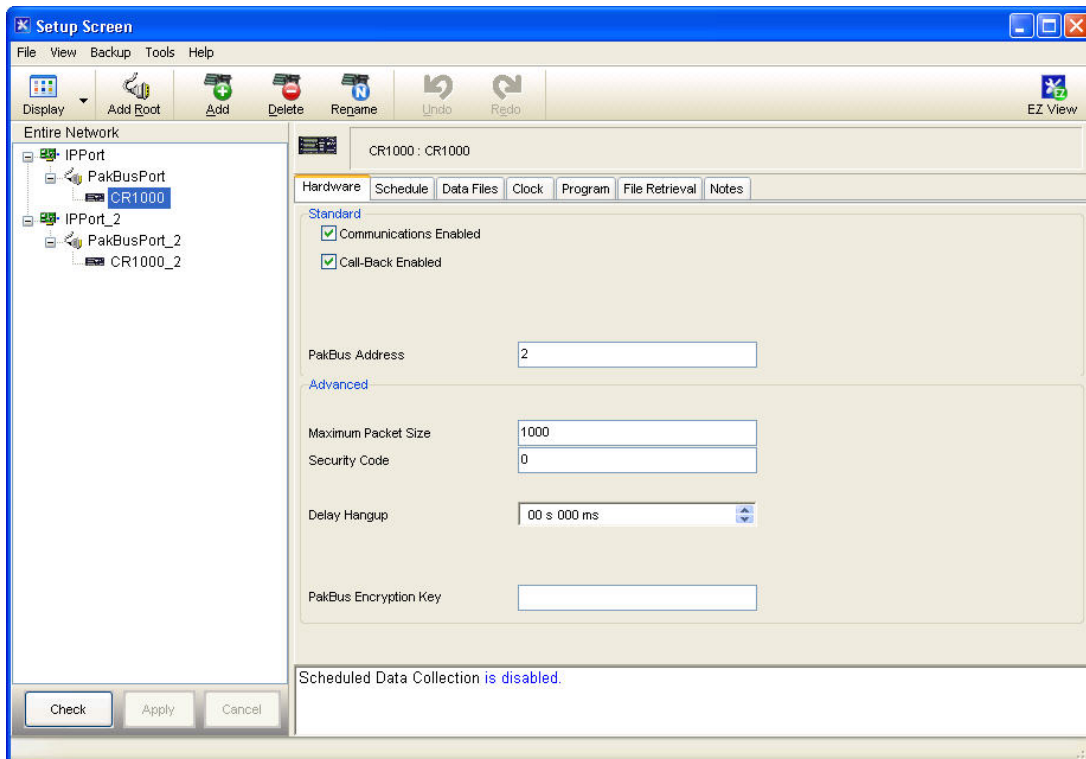 Setup Screen
File View Backup Tools Help
Display Add Root Add Delete Rename Undo Redo EZ View
Entire Network
IPPort
PakBusPort
CR1000
IPPort_2
PakBusPort_2
CR1000_2
Check Apply Cancel
CR1000 : CR1000
Hardware Schedule Data Files Clock Program File Retrieval Notes
Standard
Communications Enabled
Call-Back Enabled
PakBus Address 2
Advanced
Maximum Packet Size 1000
Security Code 0
Delay Hangup 00 s 000 ms
PakBus Encryption Key
Scheduled Data Collection is disabled.